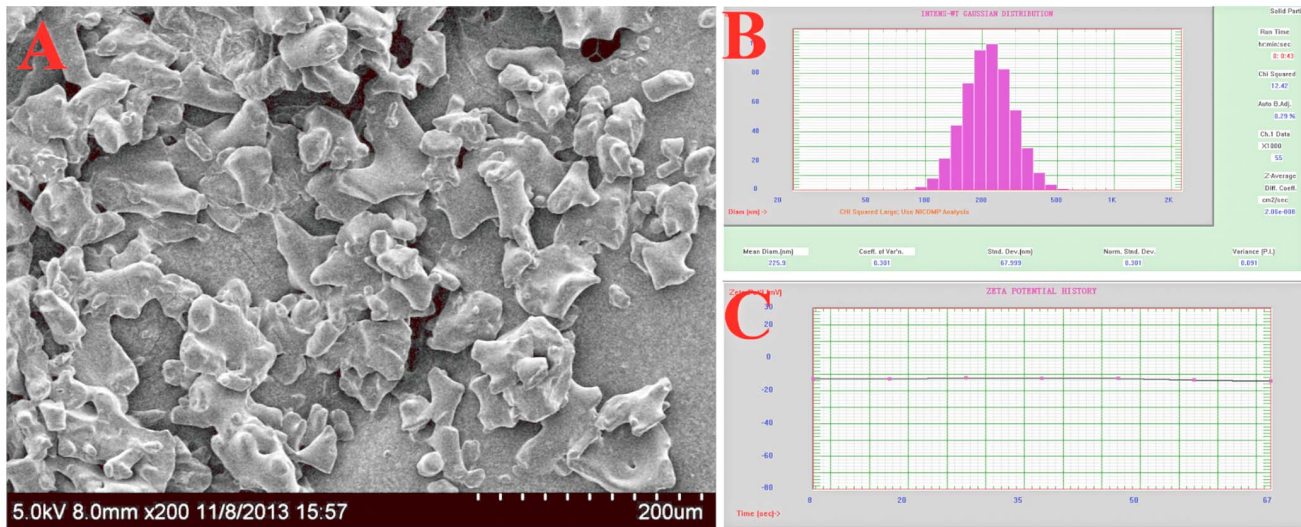 A
5.0kV 8.0mm x200 11/8/2013 15:57
200um
B
INTENS-WT GAUSSIAN DISTRIBUTION
80
60
40
20
0
20 50 100 200 500 1K 2K
Diam (nm) ->
CHI Squared Large; Use NICOMP Analysis
Solid Parti
Run Time
hr:min:sec
0: 0:43
Chi Squared
12.42
Auto B.Adj.
0.29 %
Ch.1 Data
X1000
55
Z-Average
Diff. Coeff.
cm2/sec
2.06e-008
Mean Diam.(nm) Coeff. of Var'n. Stnd. Dev.(nm) Norm. Stnd. Dev. Variance (P.I.)
225.9 0.301 67.999 0.301 0.091
C
ZETA POTENTIAL HISTORY
30
20
0
-20
-40
-60
-80
0 20 35 50 67
Time (sec)->